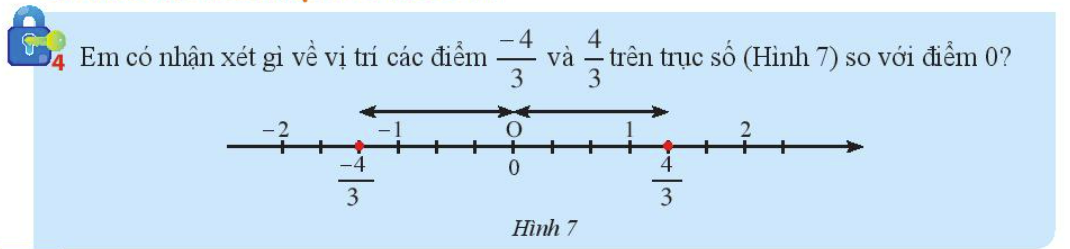 4 Em có nhận xét gì về vị trí các điểm −4/3 và 4/3 trên trục số (Hình 7) so với điểm 0?
−2 −1 O 1 2
−4/3 0 4/3
Hình 7